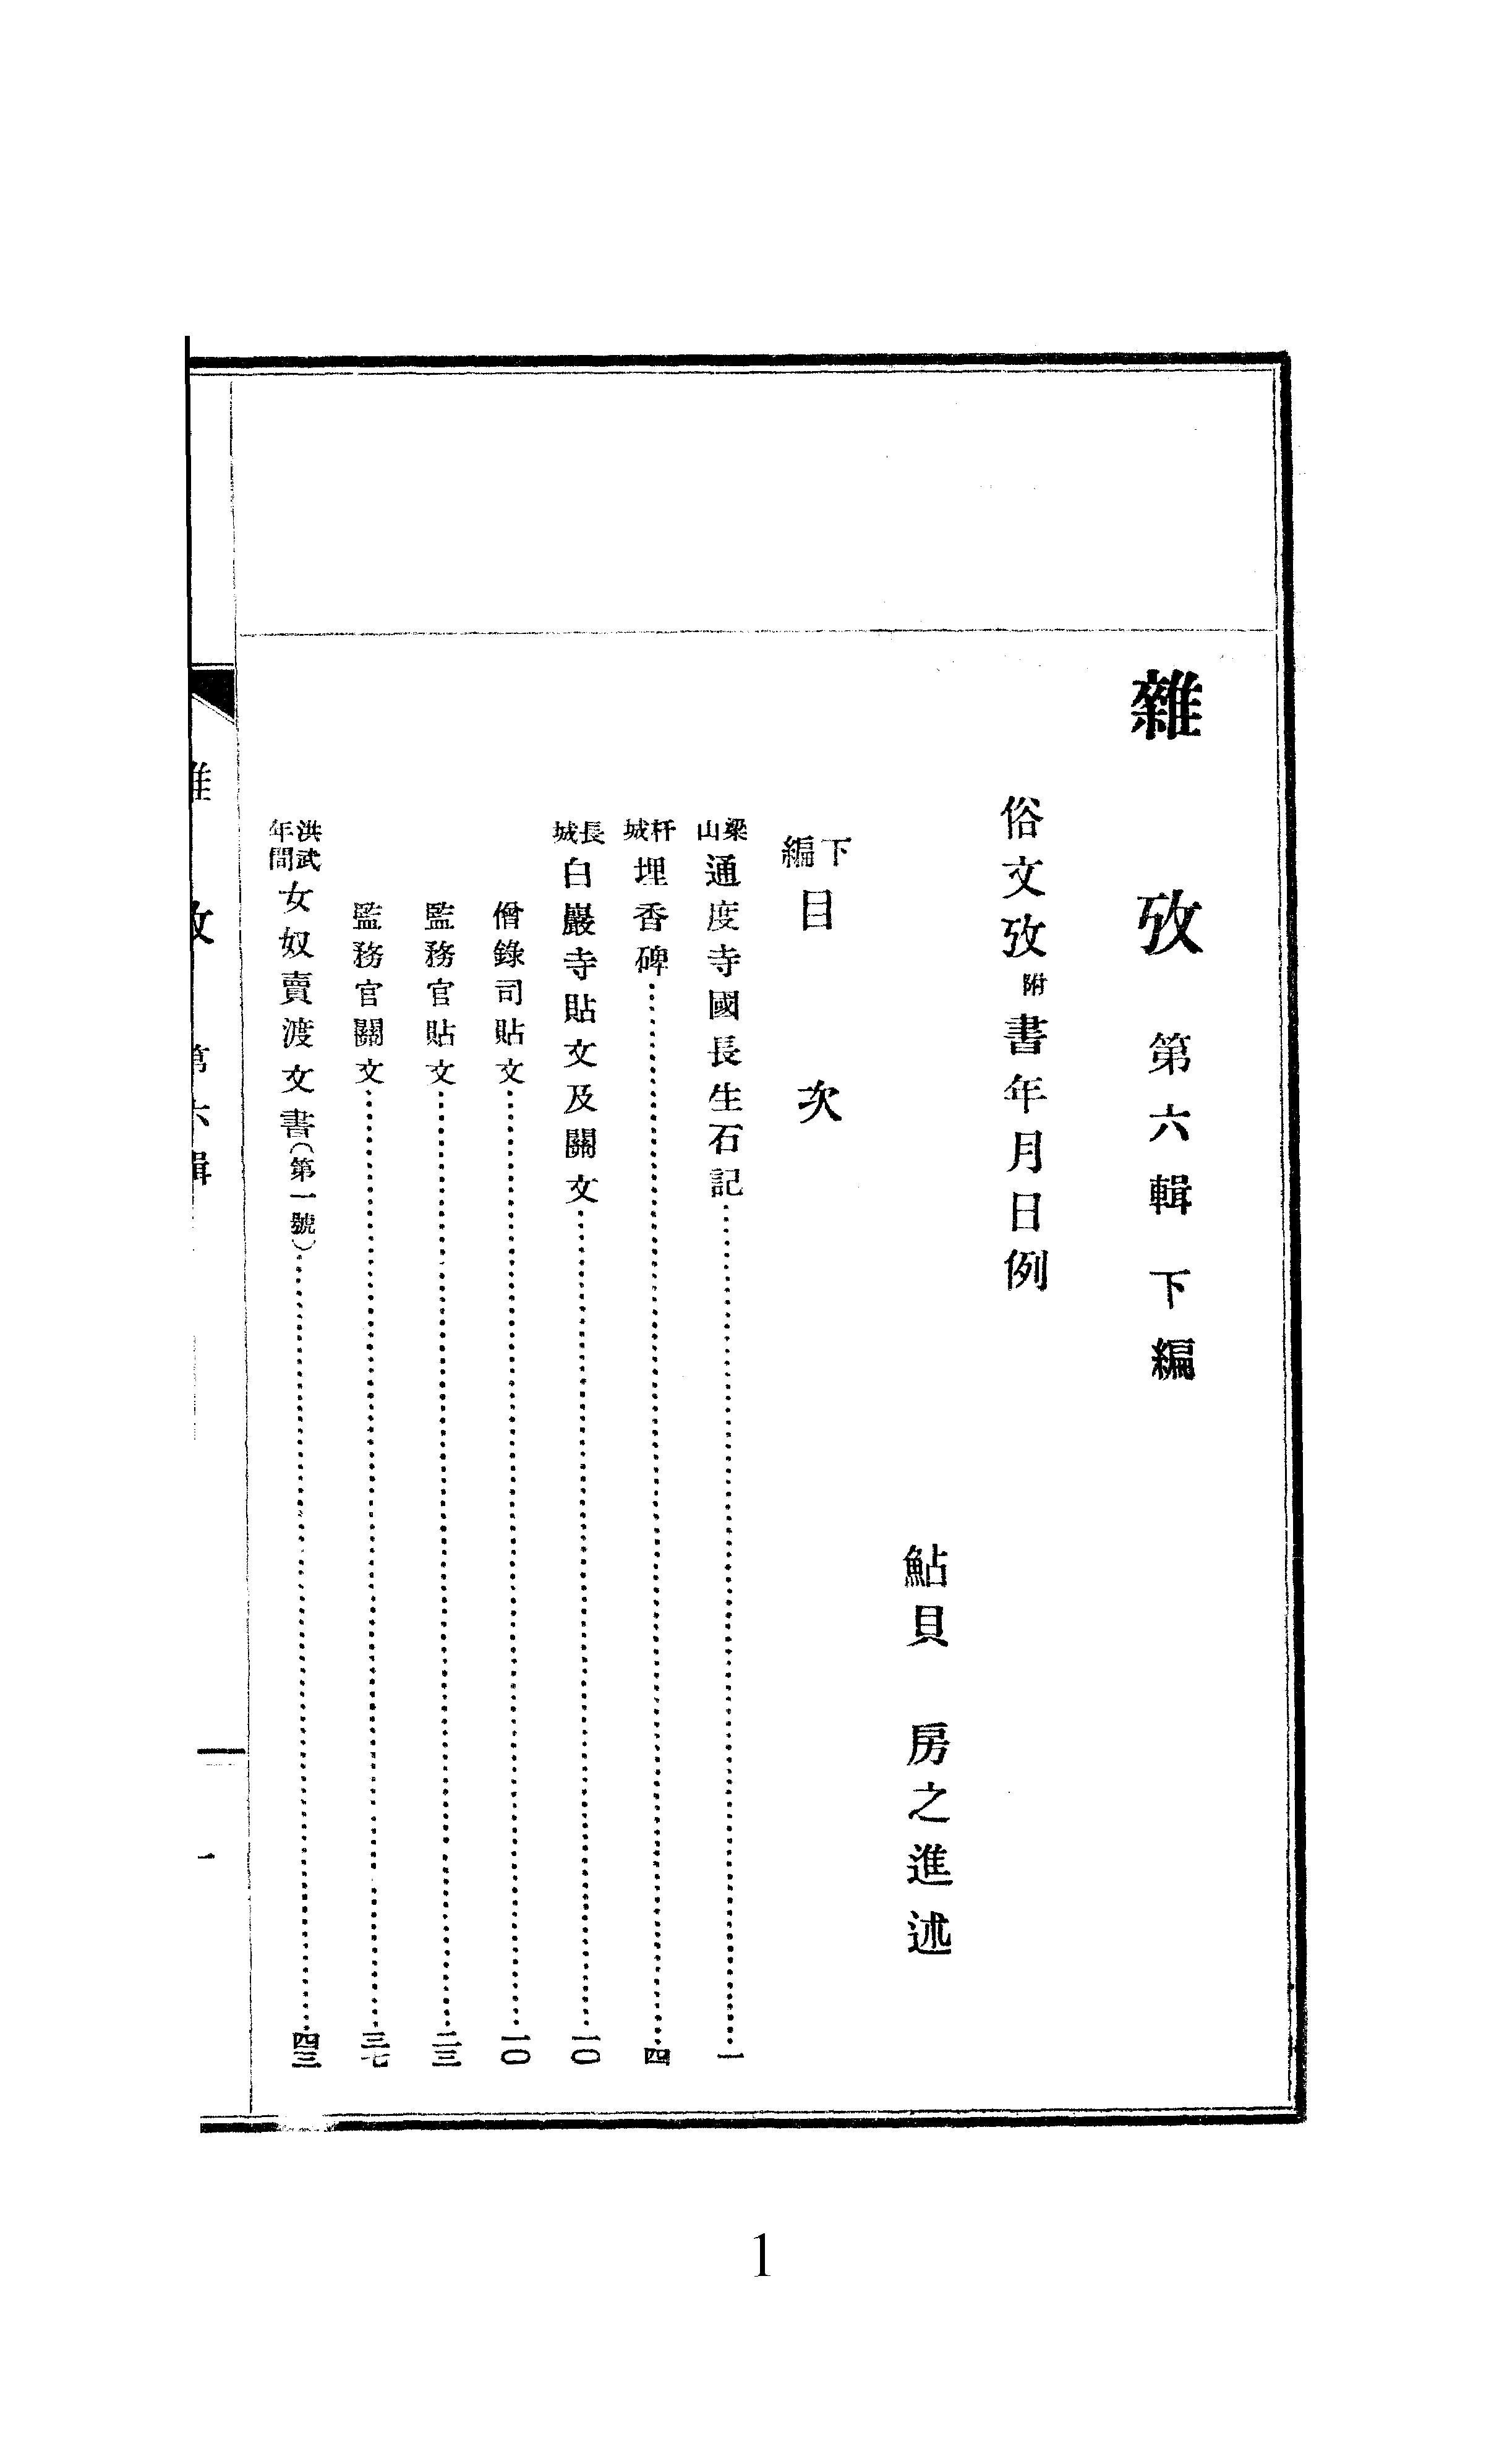 雜攷 第六輯 下編
俗文攷附書年月日例
鮎貝 房之進 述
下編 目次
梁山 通度寺國長生石記……一
杆城 埋香碑……四
長城 白巖寺貼文及關文……一〇
僧錄司貼文……一〇
監務官貼文……二三
監務官關文……三七
洪武年間 女奴賣渡文書(第一號)……四三
雜攷 第六輯
一
1